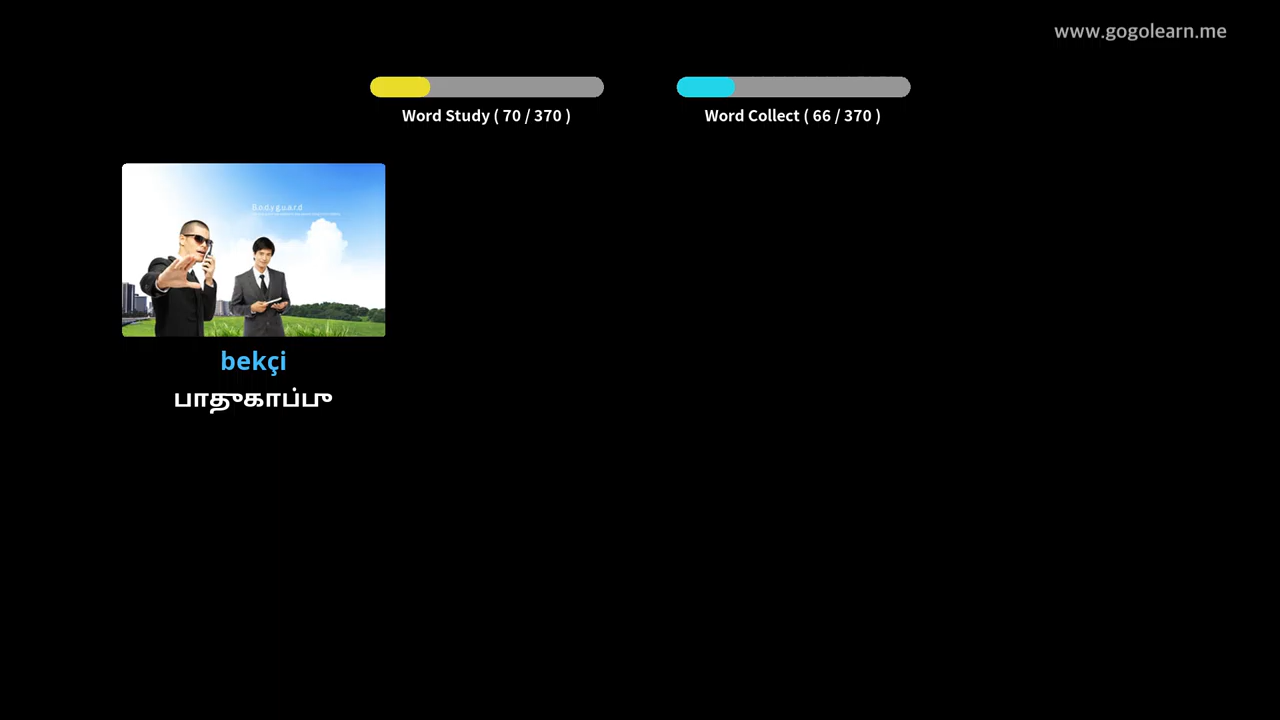 www.gogolearn.me
Word Study ( 70 / 370 )
Word Collect ( 66 / 370 )
Bodyguard
bekçi
பாதுகாப்பு